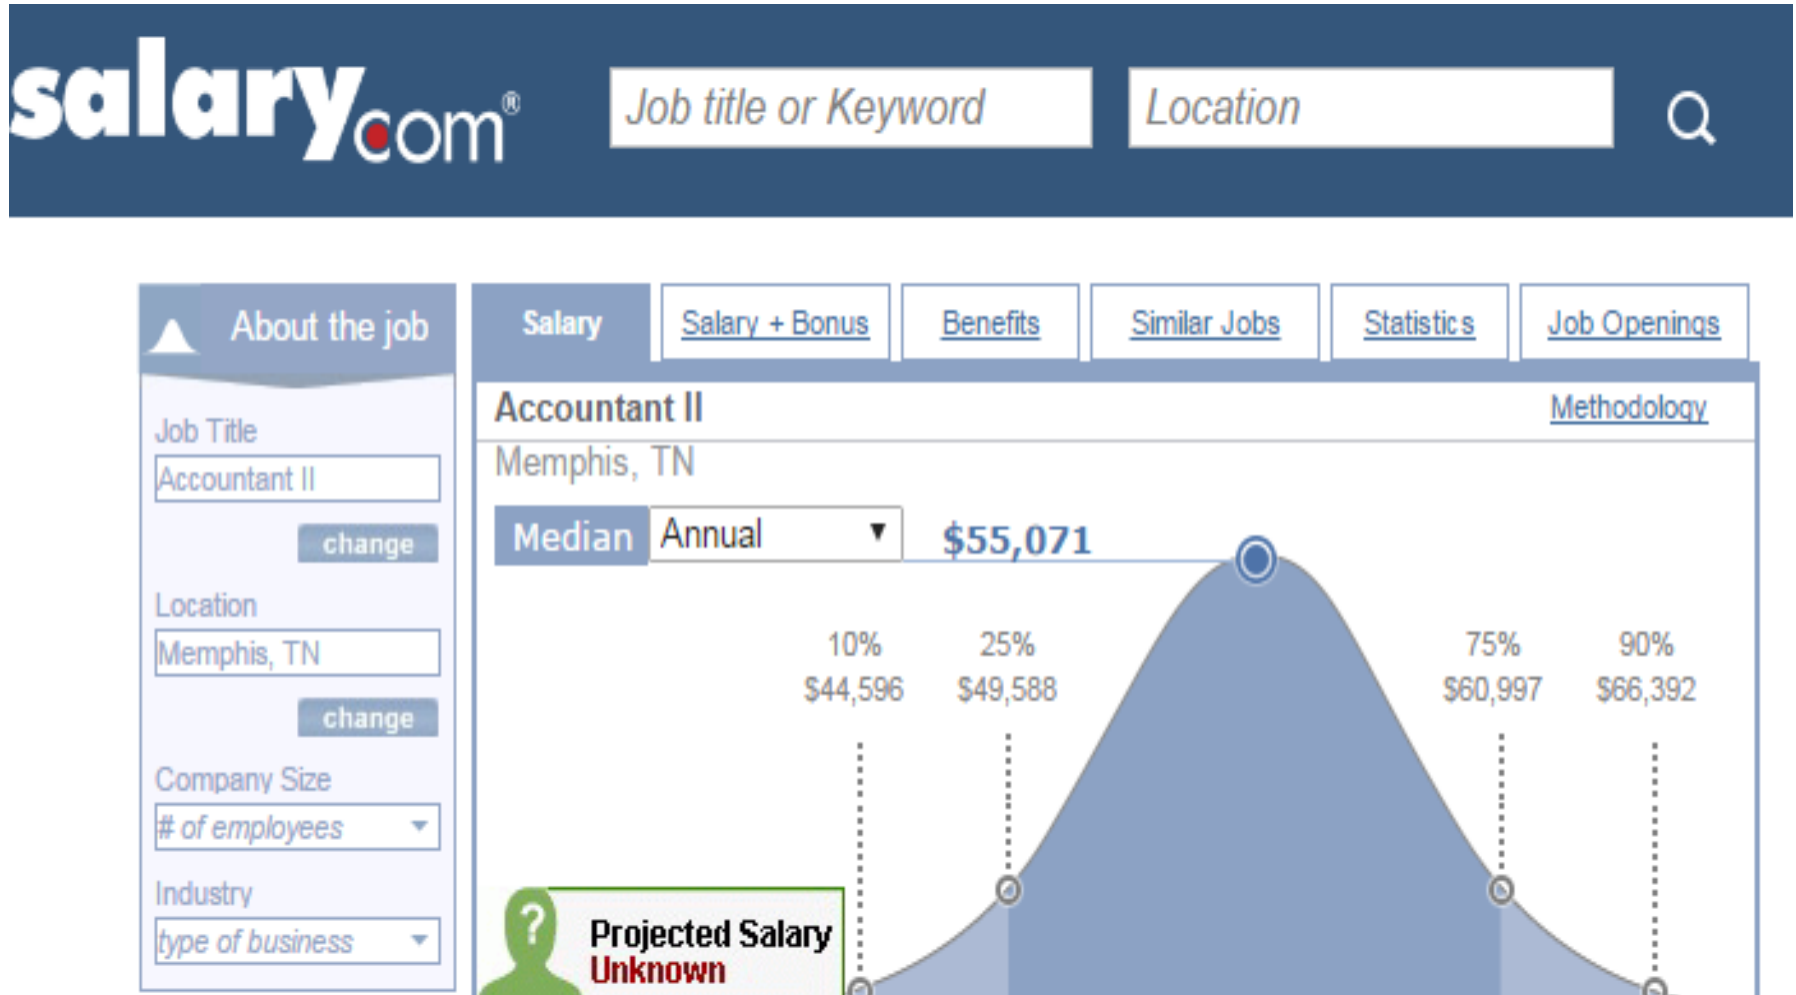 salary.com®
Job title or Keyword
Location
About the job
Job Title
Accountant II
change
Location
Memphis, TN
change
Company Size
# of employees
Industry
type of business
Salary
Salary + Bonus
Benefits
Similar Jobs
Statistics
Job Openings
Accountant II
Methodology
Memphis, TN
Median Annual $55,071
10% 25% 75% 90%
$44,596 $49,588 $60,997 $66,392
?
Projected Salary
Unknown